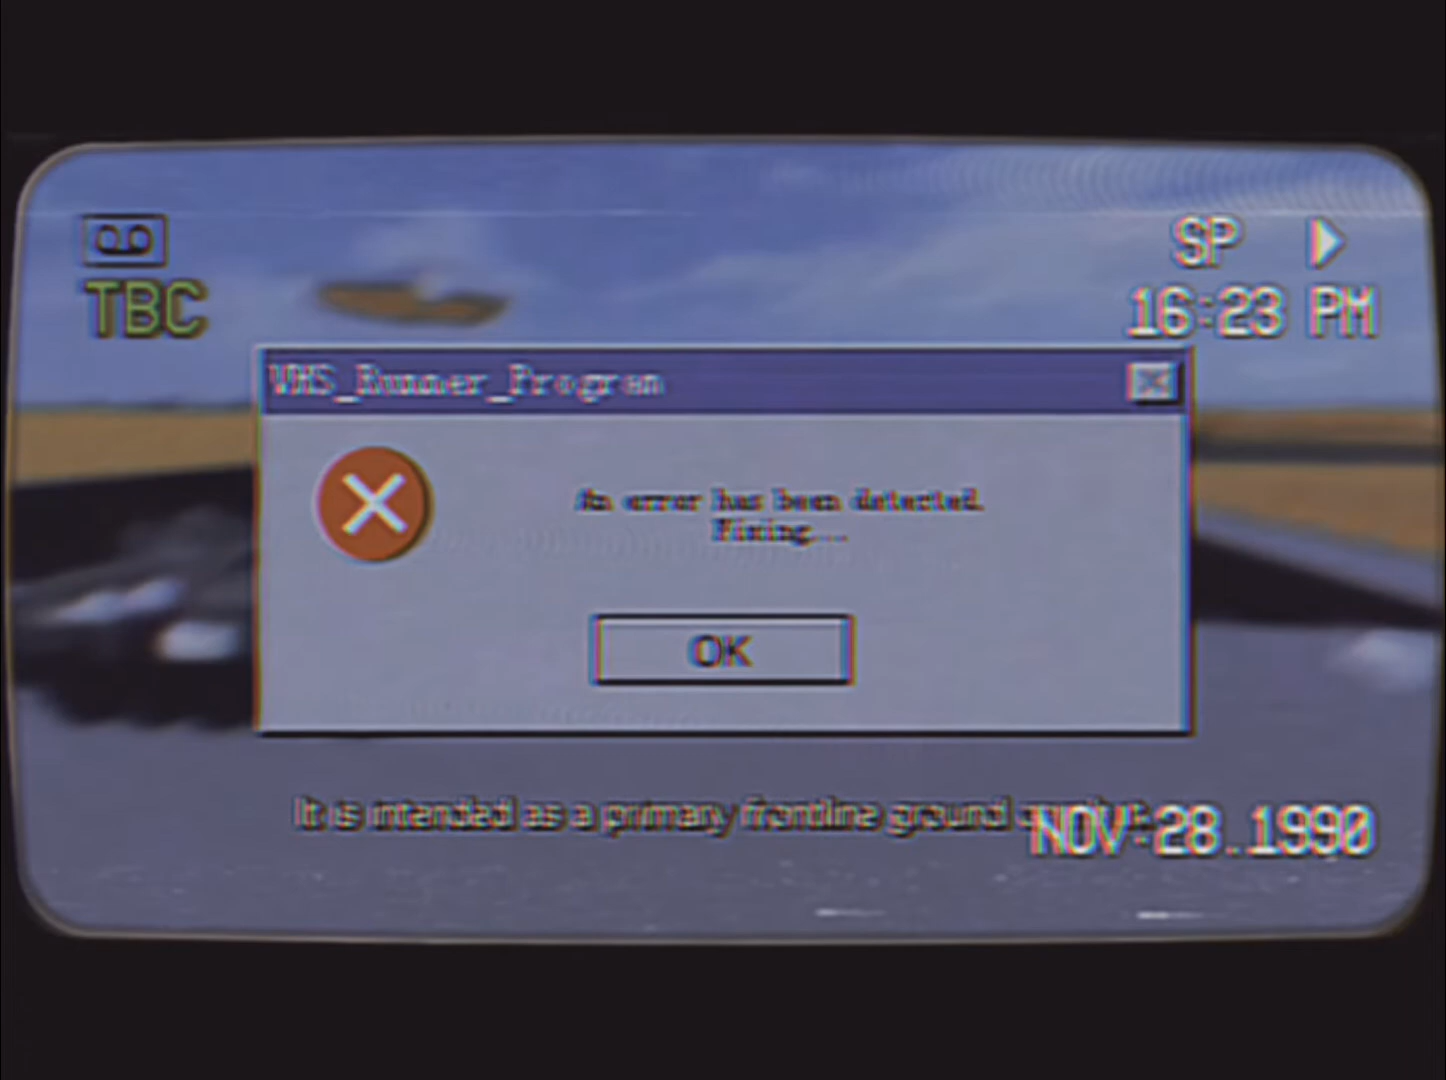 TBC
SP
16:23 PM
VHS_Runner_Program
An error has been detected.
Fixing...
OK
It is intended as a primary frontline ground
NOV.28.1990